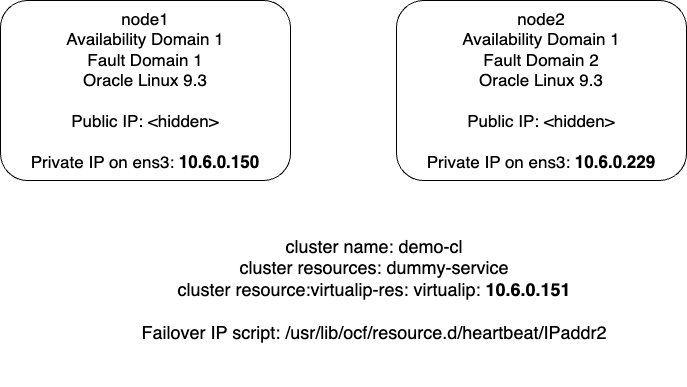 node1
Availability Domain 1
Fault Domain 1
Oracle Linux 9.3
Public IP: <hidden>
Private IP on ens3: 10.6.0.150
node2
Availability Domain 1
Fault Domain 2
Oracle Linux 9.3
Public IP: <hidden>
Private IP on ens3: 10.6.0.229
cluster name: demo-cl
cluster resources: dummy-service
cluster resource:virtualip-res: virtualip: 10.6.0.151
Failover IP script: /usr/lib/ocf/resource.d/heartbeat/IPaddr2